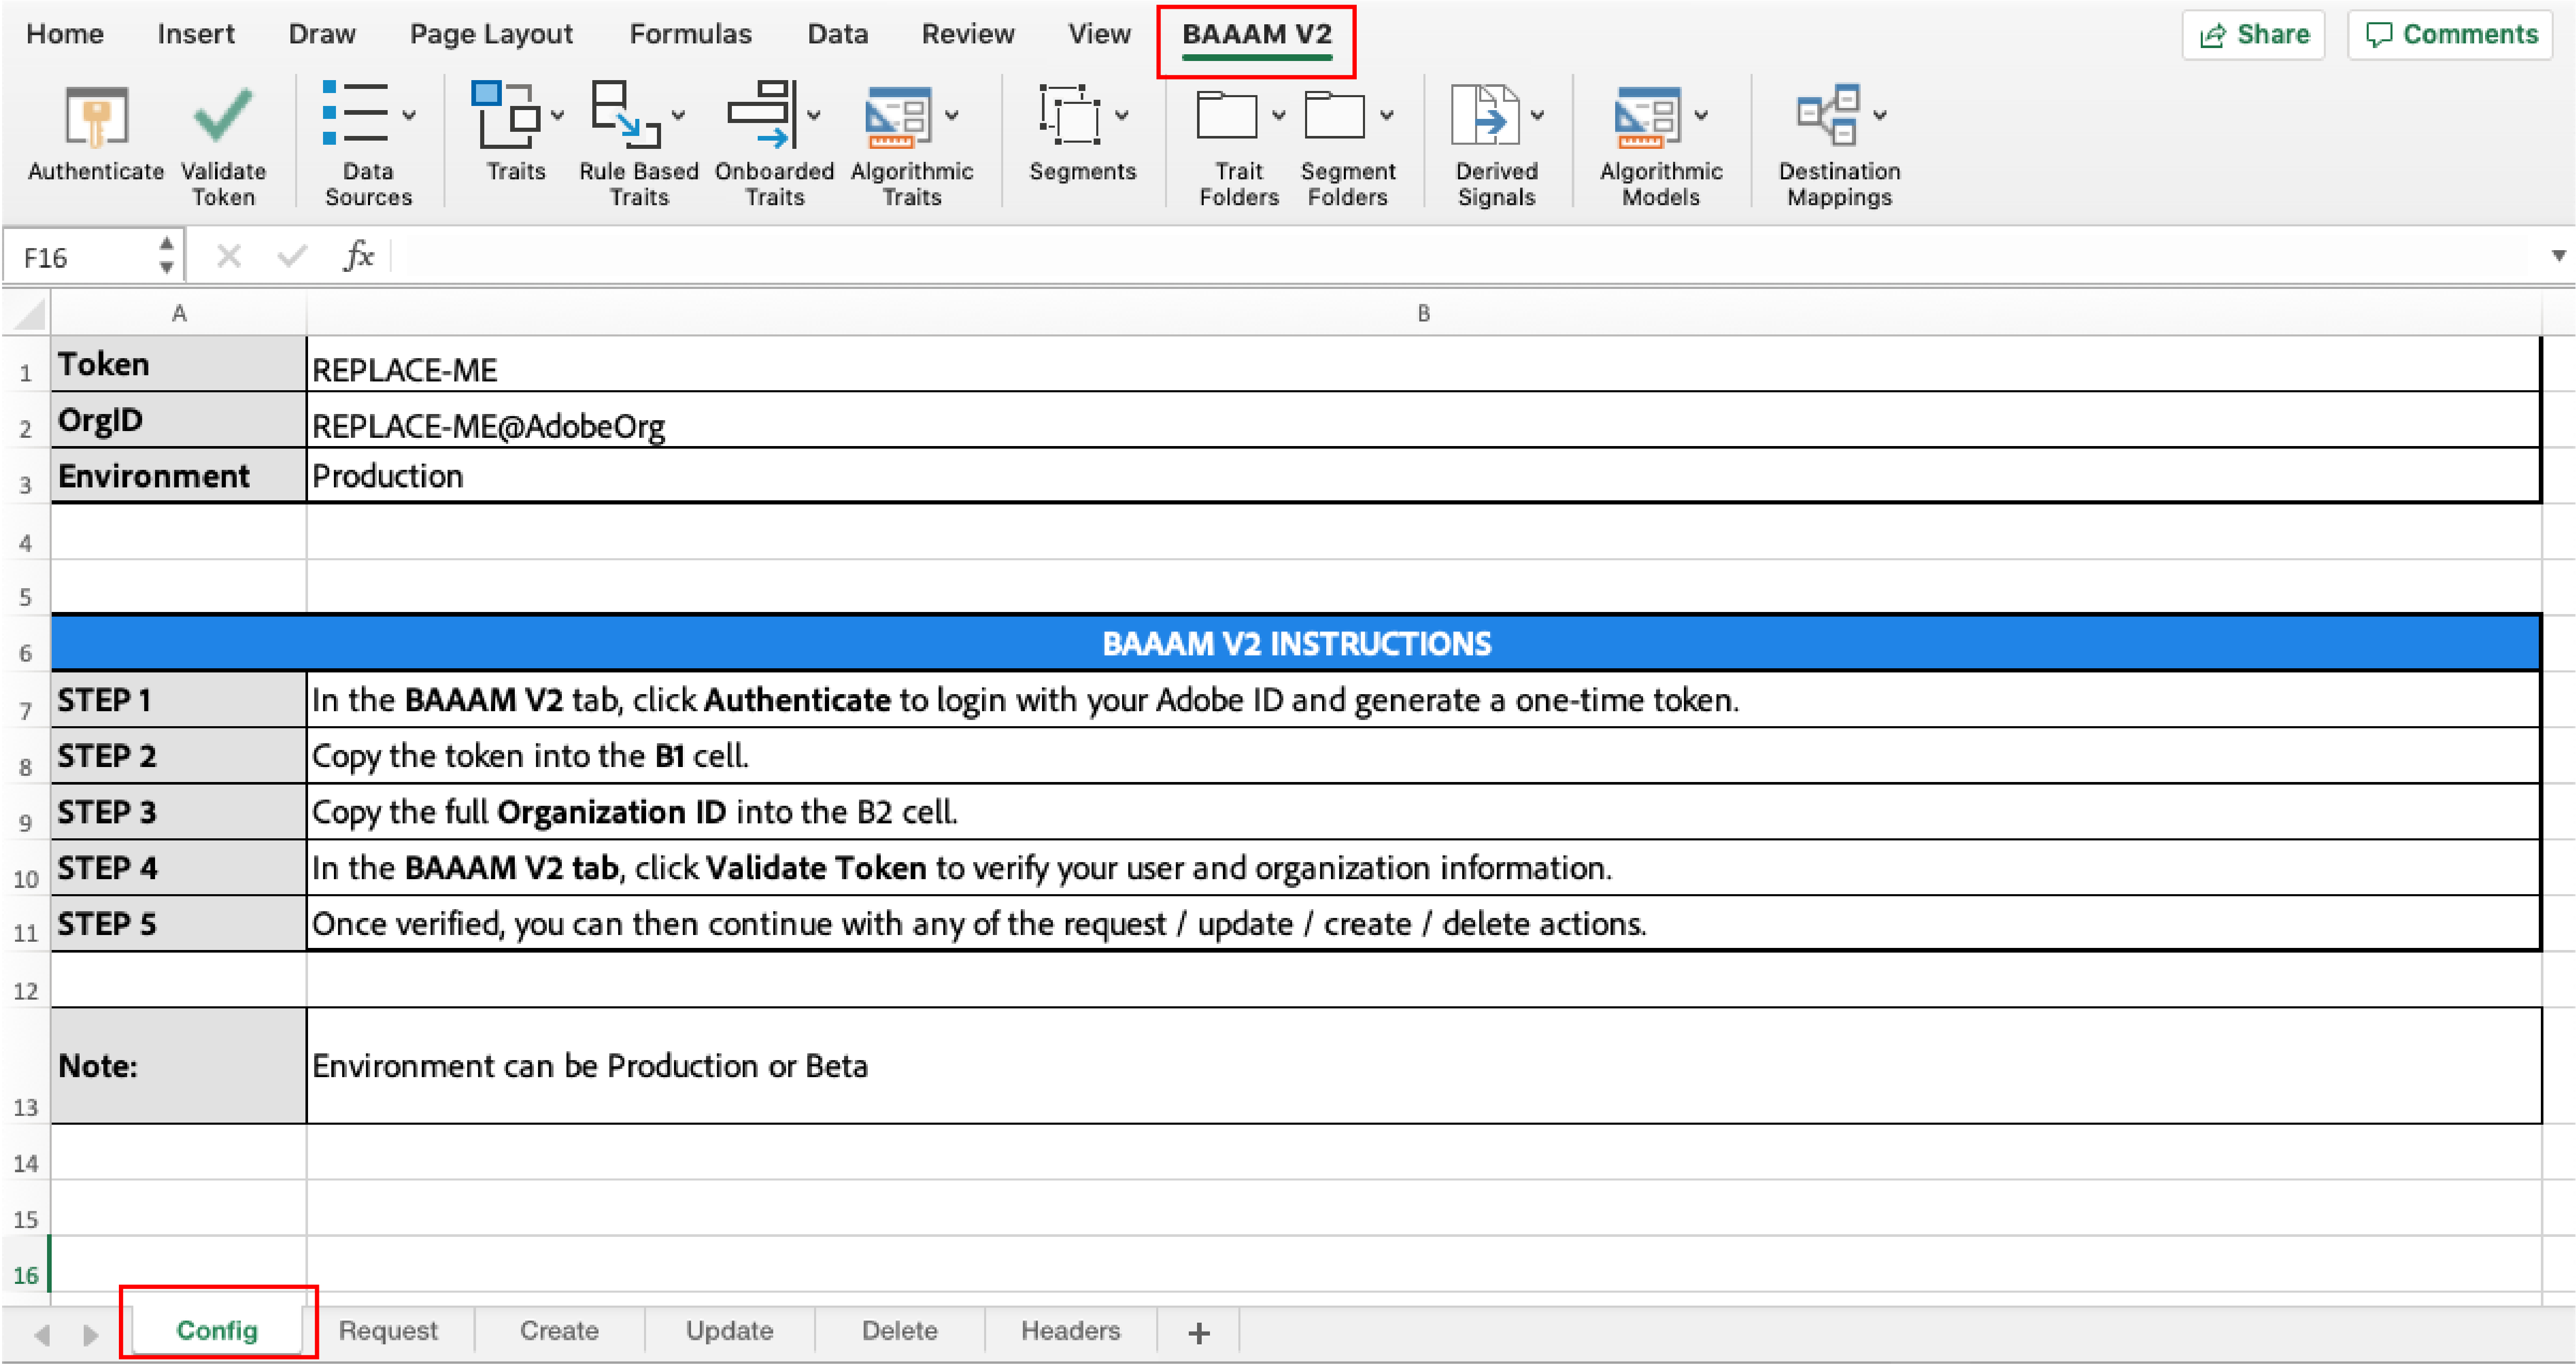 Home Insert Draw Page Layout Formulas Data Review View BAAAM V2 Share Comments
Authenticate
Validate Token
Data Sources
Traits
Rule Based Traits
Onboarded Traits
Algorithmic Traits
Segments
Trait Folders
Segment Folders
Derived Signals
Algorithmic Models
Destination Mappings
F16 fx
A B
1 Token REPLACE-ME
2 OrgID REPLACE-ME@AdobeOrg
3 Environment Production
4
5
6 BAAAM V2 INSTRUCTIONS
7 STEP 1 In the BAAAM V2 tab, click Authenticate to login with your Adobe ID and generate a one-time token.
8 STEP 2 Copy the token into the B1 cell.
9 STEP 3 Copy the full Organization ID into the B2 cell.
10 STEP 4 In the BAAAM V2 tab, click Validate Token to verify your user and organization information.
11 STEP 5 Once verified, you can then continue with any of the request / update / create / delete actions.
12
13 Note: Environment can be Production or Beta
14
15
16
Config Request Create Update Delete Headers +